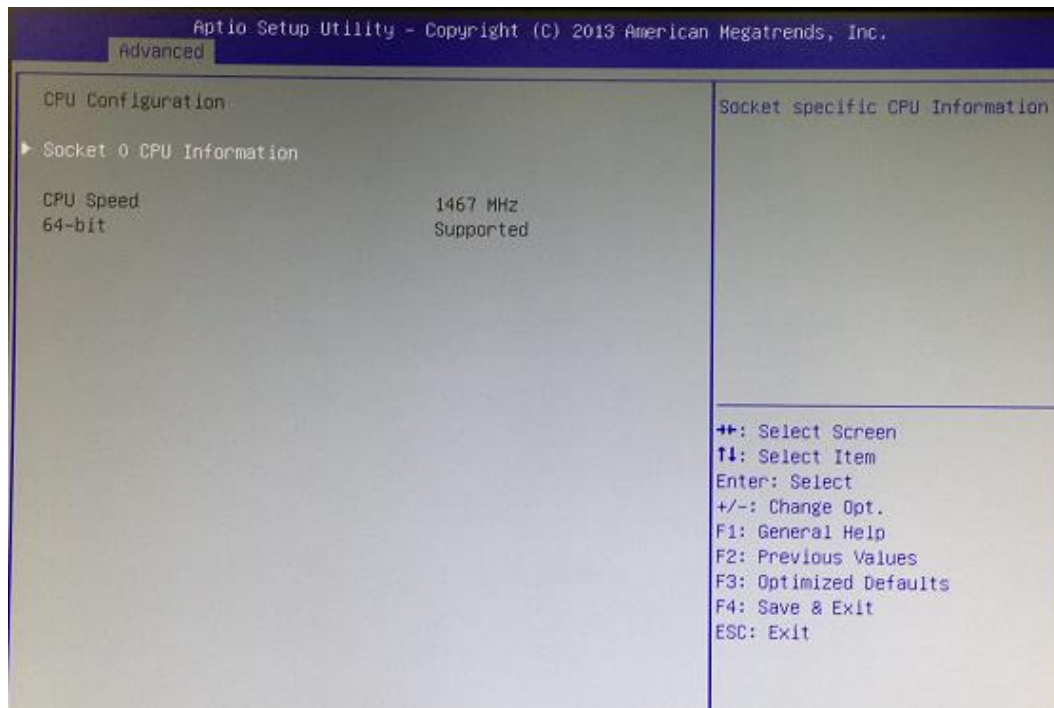 Aptio Setup Utility - Copyright (C) 2013 American Megatrends, Inc.
Advanced
CPU Configuration
Socket specific CPU Information
▶ Socket 0 CPU Information
CPU Speed 1467 MHz
64-bit Supported
→←: Select Screen
↑↓: Select Item
Enter: Select
+/-: Change Opt.
F1: General Help
F2: Previous Values
F3: Optimized Defaults
F4: Save & Exit
ESC: Exit